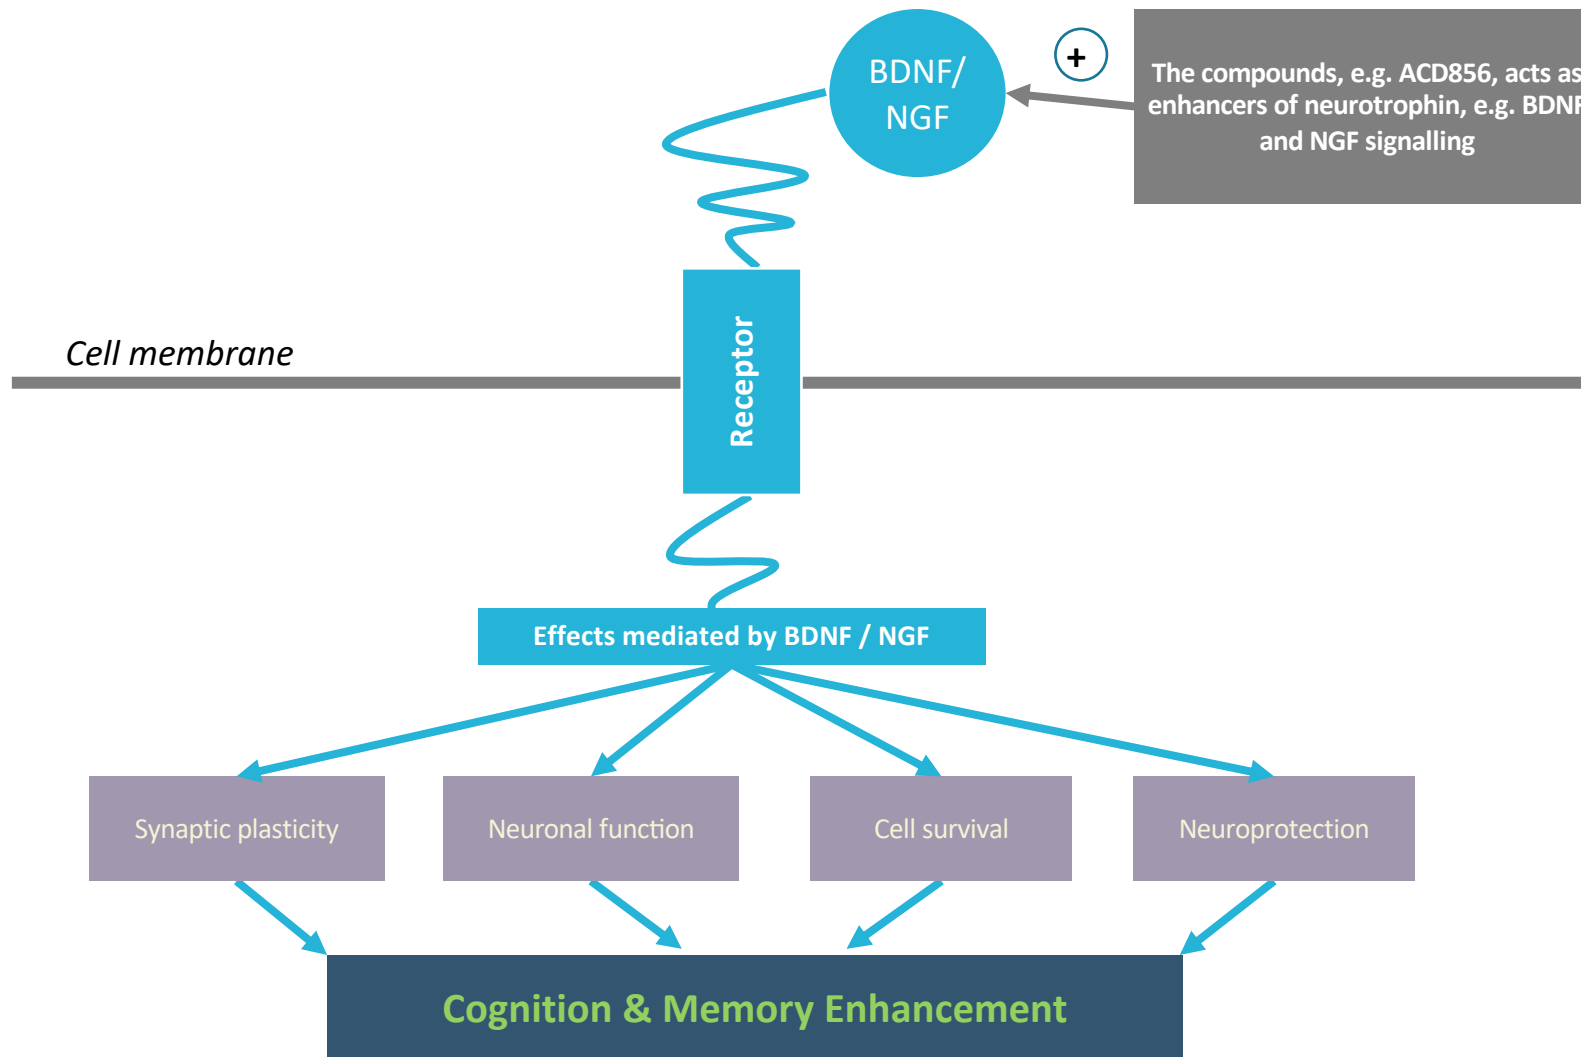 BDNF/
NGF
+
The compounds, e.g. ACD856, acts as
enhancers of neurotrophin, e.g. BDNF
and NGF signalling
Cell membrane
Receptor
Effects mediated by BDNF / NGF
Synaptic plasticity
Neuronal function
Cell survival
Neuroprotection
Cognition & Memory Enhancement